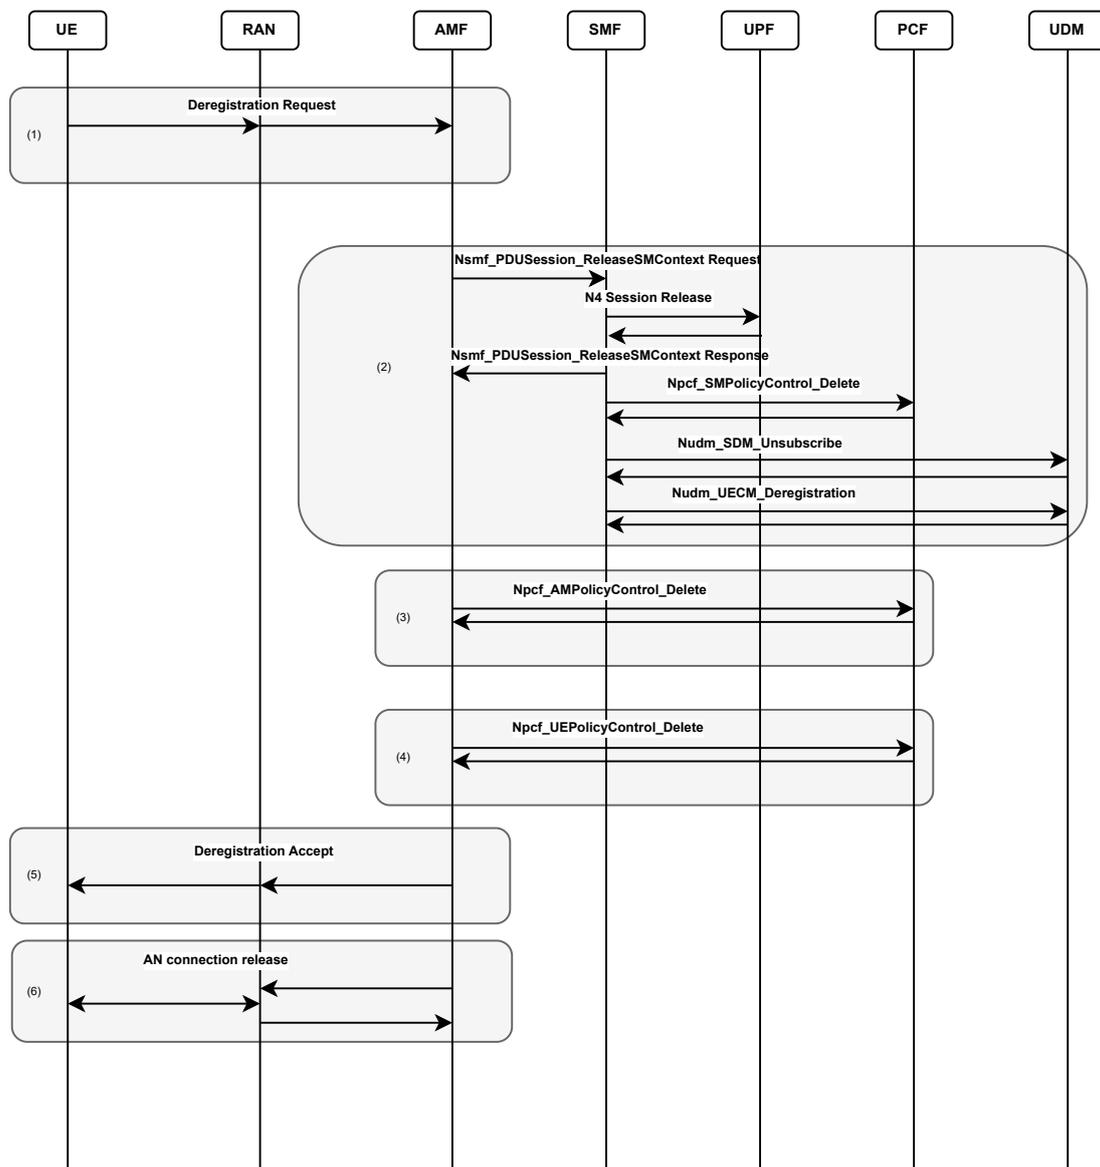 UE
RAN
AMF
SMF
UPF
PCF
UDM
Deregistration Request
(1)
Nsmf_PDUSession_ReleaseSMContext Request
N4 Session Release
Nsmf_PDUSession_ReleaseSMContext Response
(2)
Npcf_SMPolicyControl_Delete
Nudm_SDM_Unsubscribe
Nudm_UECM_Deregistration
Npcf_AMPolicyControl_Delete
(3)
Npcf_UEPolicyControl_Delete
(4)
Deregistration Accept
(5)
AN connection release
(6)